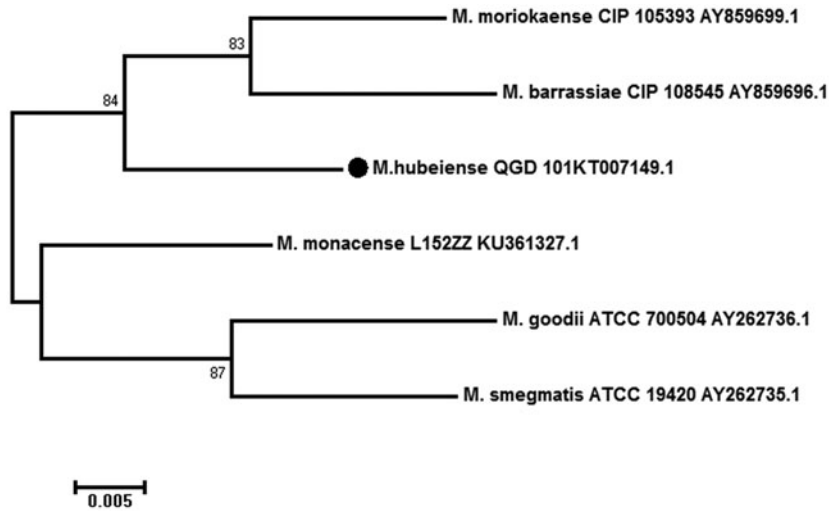 M. moriokaense CIP 105393 AY859699.1
83
M. barrassiae CIP 108545 AY859696.1
84
M.hubeiense QGD 101KT007149.1
M. monacense L152ZZ KU361327.1
M. goodii ATCC 700504 AY262736.1
87
M. smegmatis ATCC 19420 AY262735.1
0.005